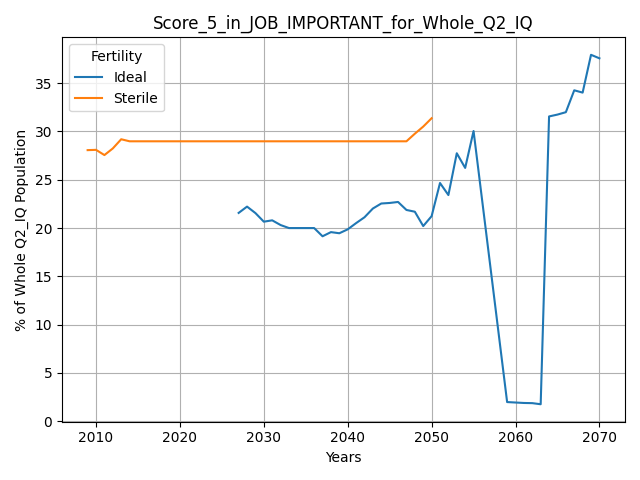 Score_5_in_JOB_IMPORTANT_for_Whole_Q2_IQ
Fertility
Ideal
Sterile
% of Whole Q2_IQ Population
35
30
25
20
15
10
5
0
2010 2020 2030 2040 2050 2060 2070
Years